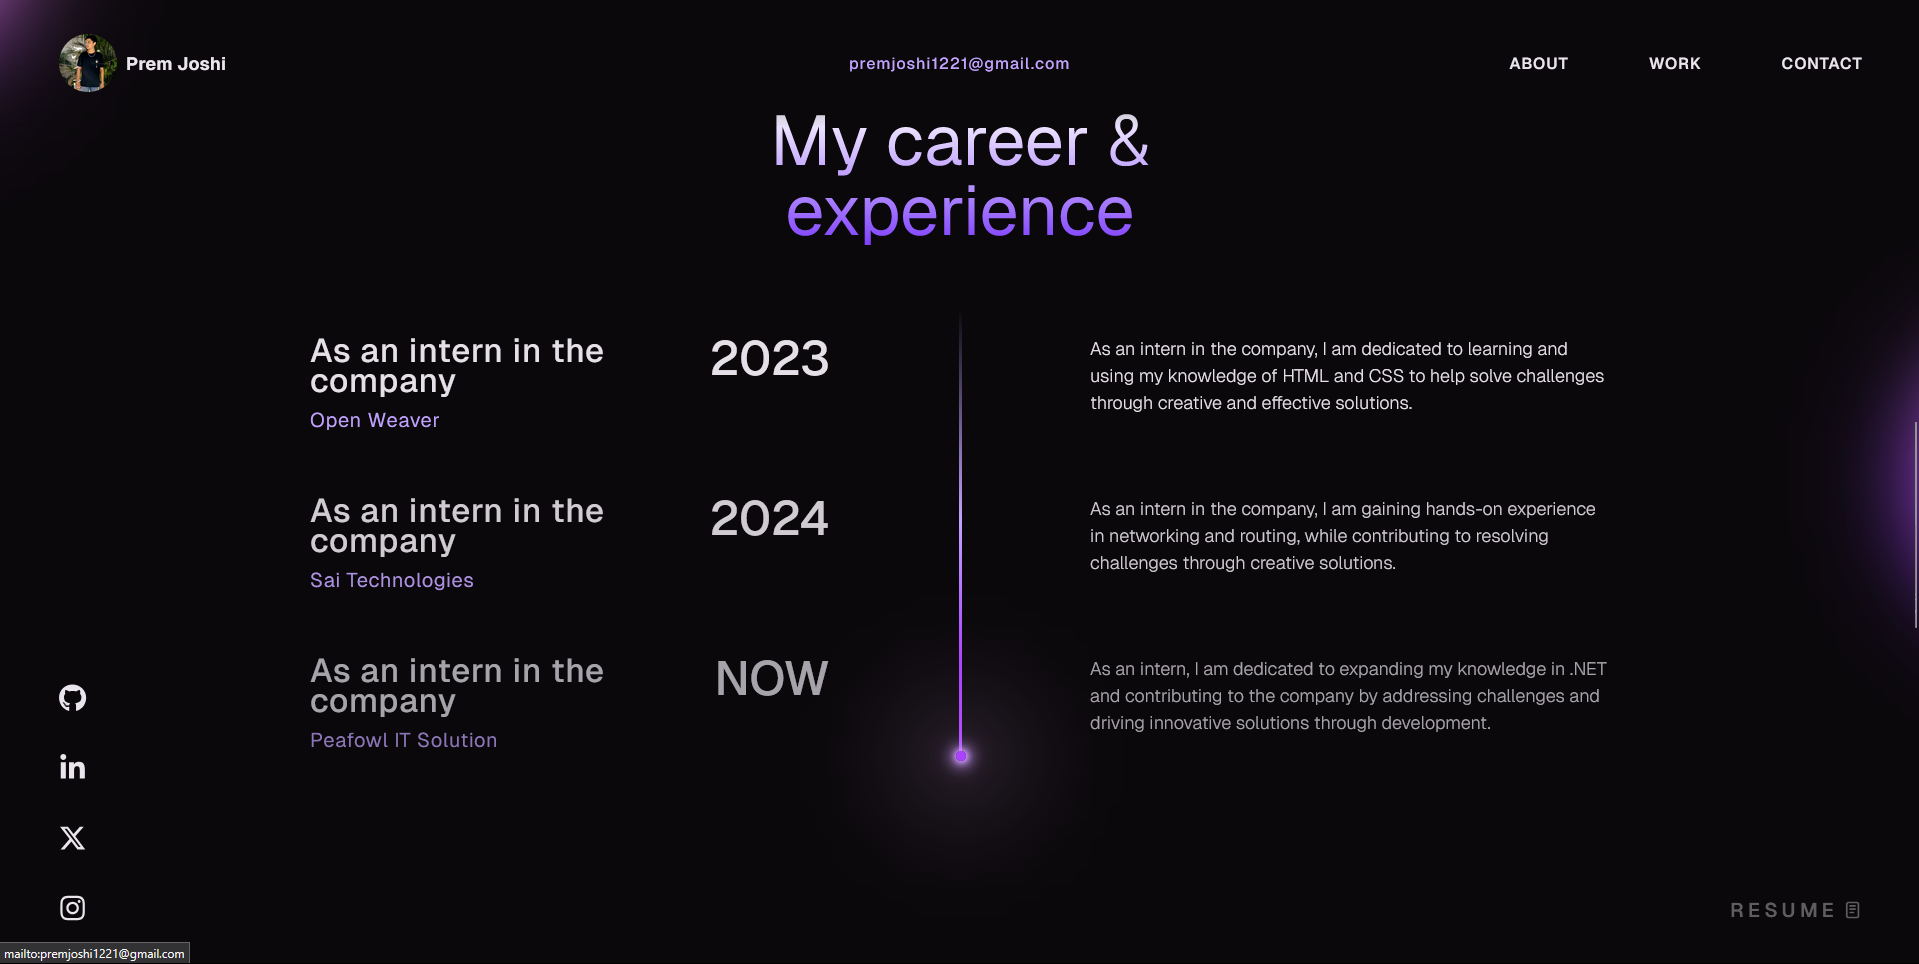 Prem Joshi
premjoshi1221@gmail.com
ABOUT
WORK
CONTACT
My career &
experience
As an intern in the
company
Open Weaver
2023
As an intern in the company, I am dedicated to learning and
using my knowledge of HTML and CSS to help solve challenges
through creative and effective solutions.
As an intern in the
company
Sai Technologies
2024
As an intern in the company, I am gaining hands-on experience
in networking and routing, while contributing to resolving
challenges through creative solutions.
As an intern in the
company
Peafowl IT Solution
NOW
As an intern, I am dedicated to expanding my knowledge in .NET
and contributing to the company by addressing challenges and
driving innovative solutions through development.
RESUME
mailto:premjoshi1221@gmail.com